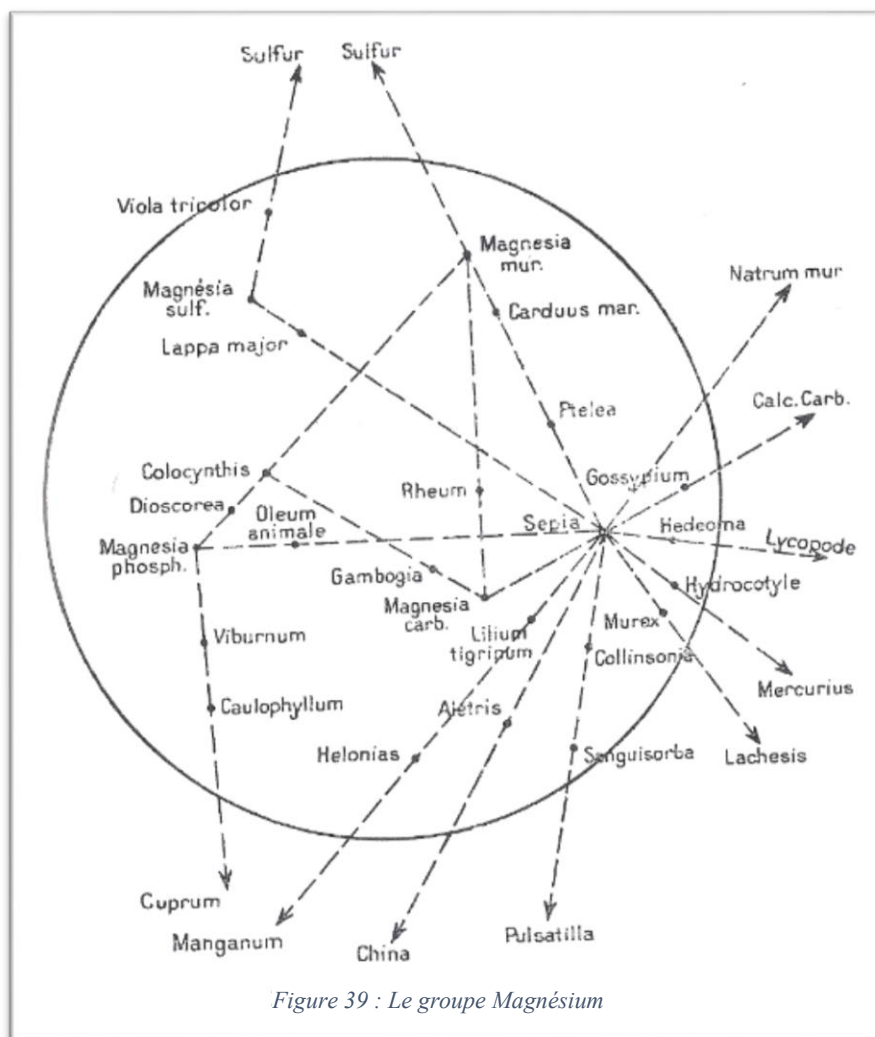 Sulfur Sulfur
Viola tricolor
Magnesia
mur.
Natrum mur
Magnésia
sulf.
Carduus mar.
Lappa major
Calc. Carb.
Ptelea
Colocynthis
Rheum
Gossypium
Dioscorea
Oleum
animale
Sepia
Hedeoma
Lycopode
Magnesia
phosph.
Gambogia
Hydrocotyle
Magnesia
carb.
Lilium
tigrinum
Murex
Viburnum
Collinsonia
Mercurius
Caulophyllum
Alétris
Helonias
Sanguisorba
Lachesis
Cuprum
Manganum
China
Pulsatilla
Figure 39 : Le groupe Magnésium